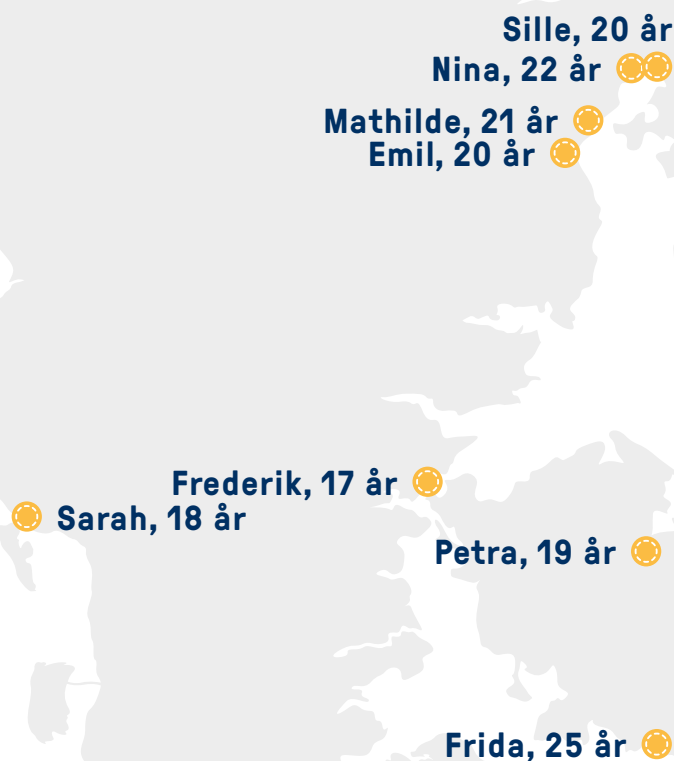 Sille, 20 år
Nina, 22 år
Mathilde, 21 år
Emil, 20 år
Frederik, 17 år
Sarah, 18 år
Petra, 19 år
Frida, 25 år